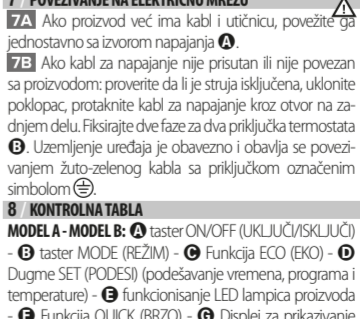 7 / POVEZIVANJE NA ELEKTRIČNU MREŽU
7A Ako proizvod već ima kabl i utičnicu, povežite ga
jednostavno sa izvorom napajanja A.
7B Ako kabl za napajanje nije prisutan ili nije povezan
sa proizvodom: proverite da li je struja isključena, uklonite
poklopac, protaknite kabl za napajanje kroz otvor na za-
dnjem delu. Fiksirajte dve faze za dva priključka termostata
B. Uzemljenje uređaja je obavezno i obavlja se povezi-
vanjem žuto-zelenog kabla sa priključkom označenim
simbolom
8 / KONTROLNA TABLA
MODEL A - MODEL B: A taster ON/OFF (UKLJUČI/ISKLJUČI)
- B taster MODE (REŽIM) - C Funkcija ECO (EKO) - D
Dugme SET (PODESI) (podešavanje vremena, programa i
temperature) - E funkcionisanje LED lampica proizvoda
- F Funkcija QUICK (BRZO) - G Displej za prikazivanje